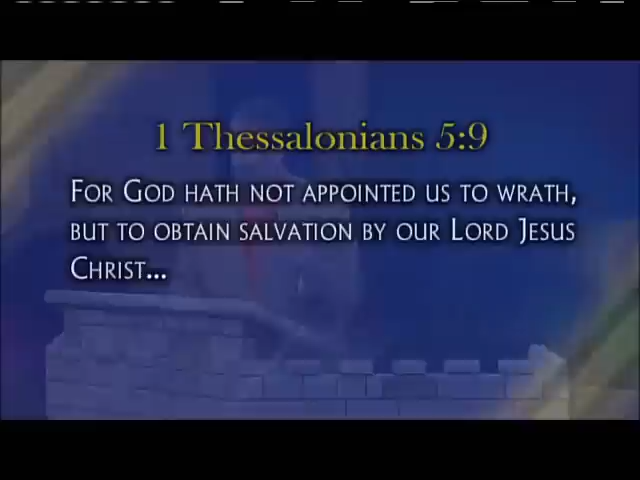 1 Thessalonians 5:9
For God hath not appointed us to wrath,
but to obtain salvation by our Lord Jesus
Christ...